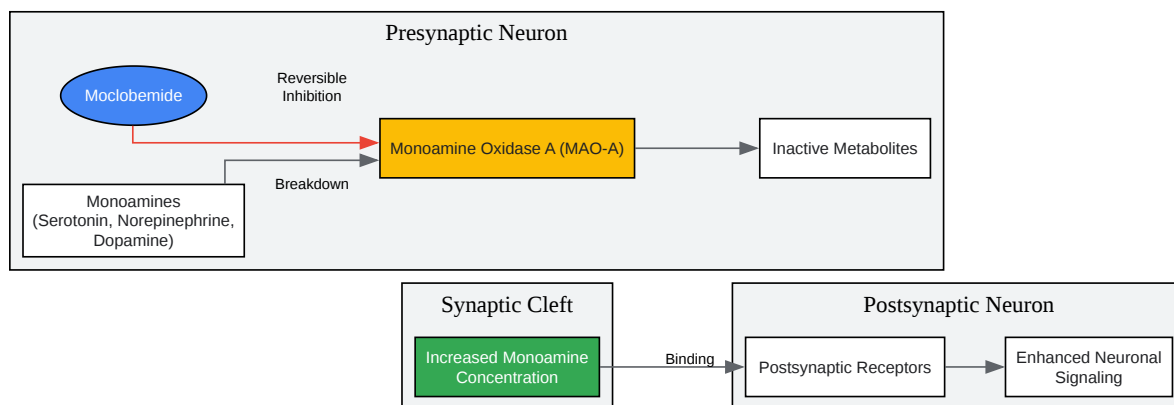 Presynaptic Neuron
Moclobemide
Reversible
Inhibition
Monoamine Oxidase A (MAO-A)
Inactive Metabolites
Breakdown
Monoamines
(Serotonin, Norepinephrine,
Dopamine)
Synaptic Cleft
Increased Monoamine
Concentration
Binding
Postsynaptic Neuron
Postsynaptic Receptors
Enhanced Neuronal
Signaling